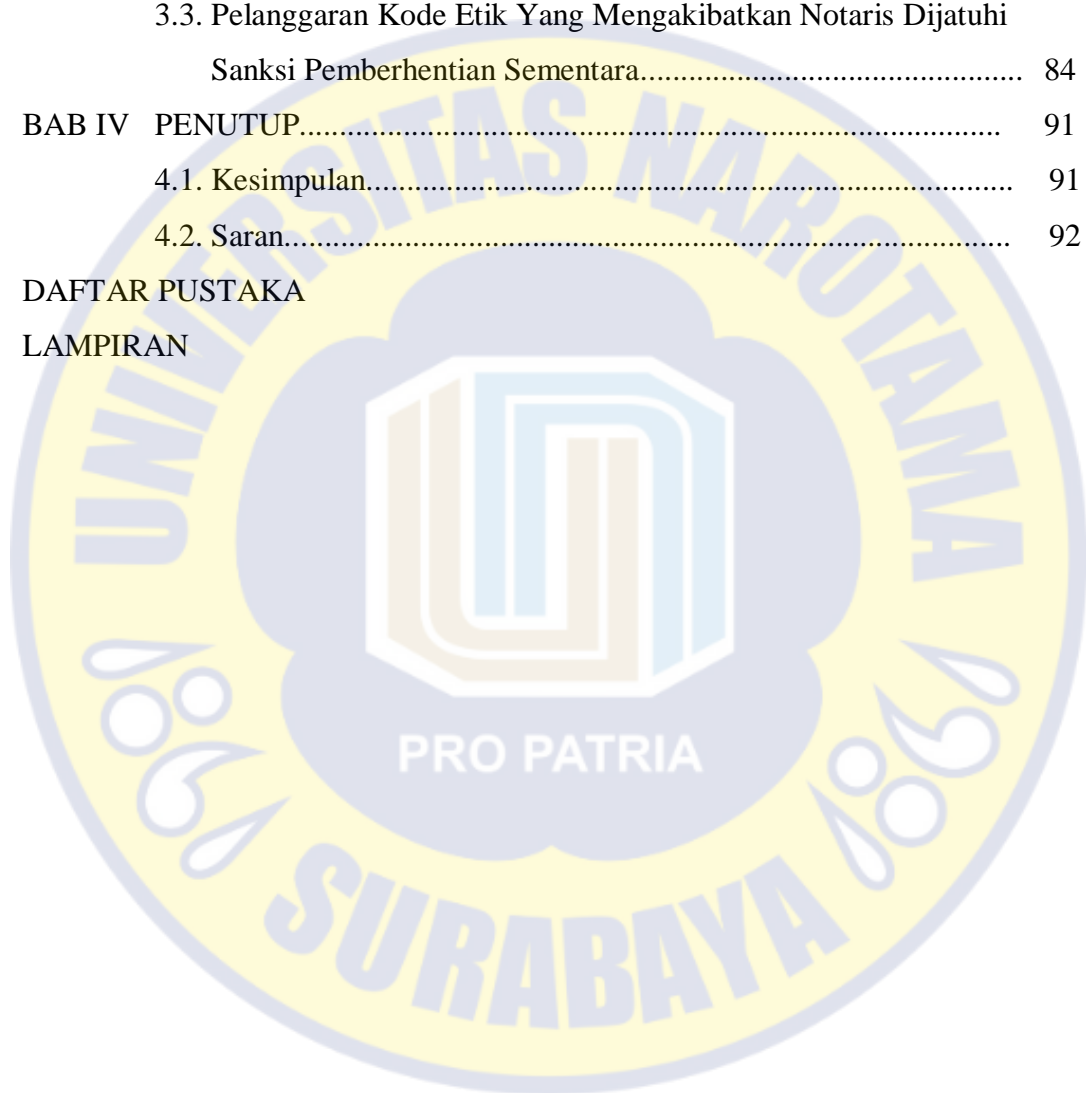 3.3. Pelanggaran Kode Etik Yang Mengakibatkan Notaris Dijatuhi
Sanksi Pemberhentian Sementara..................................................... 84
BAB IV PENUTUP........................................................................ 91
4.1. Kesimpulan................................................................ 91
4.2. Saran........................................................................ 92
DAFTAR PUSTAKA
LAMPIRAN
UNIVERSITAS NAROTAMA
PRO PATRIA
SURABAYA